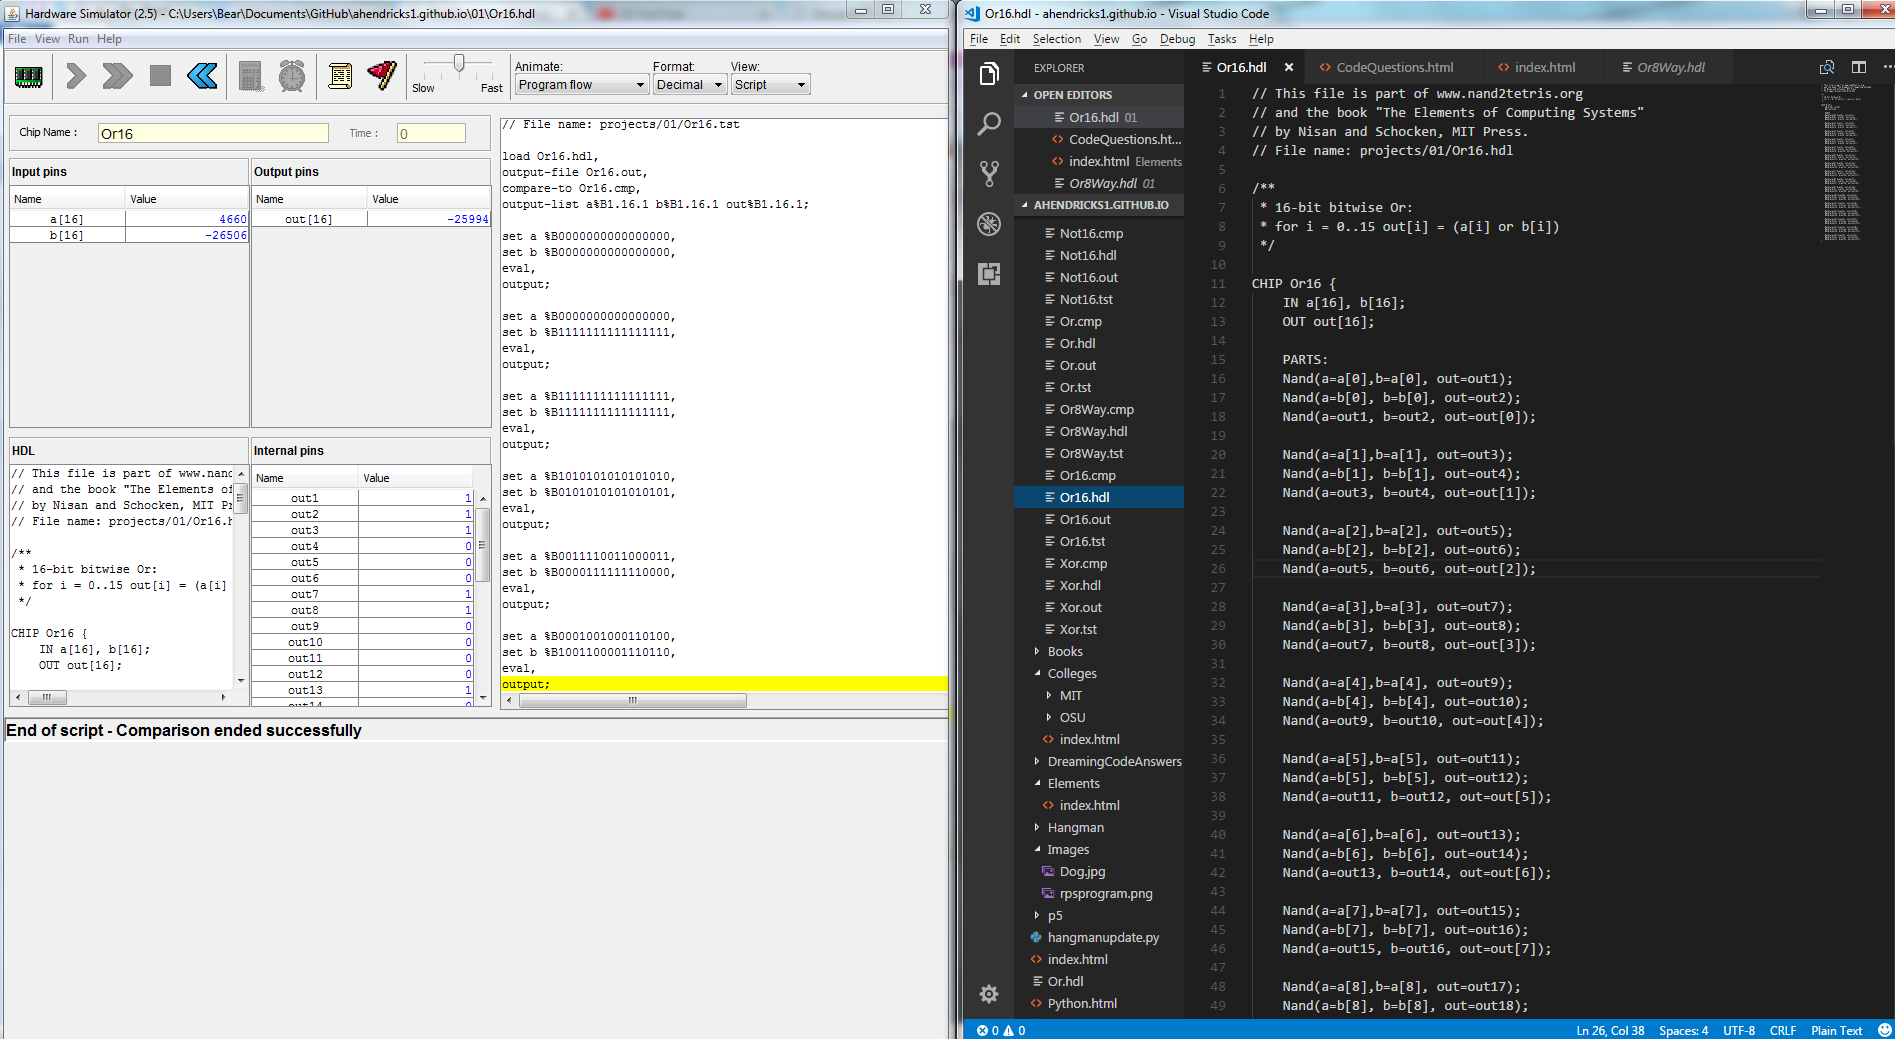 Hardware Simulator (2.5) - C:\Users\Bear\Documents\GitHub\ahendricks1.github.io\01\Or16.hdl
File View Run Help
Slow Fast
Animate:
Program flow
Format:
Decimal
View:
Script
Chip Name :
Or16
Time :
0
Input pins
Name Value
a[16] 4660
b[16] -26506
Output pins
Name Value
out[16] -25994
HDL
// This file is part of www.nand
// and the book "The Elements of
// by Nisan and Schocken, MIT Pr
// File name: projects/01/Or16.h
/**
* 16-bit bitwise Or:
* for i = 0..15 out[i] = (a[i]
*/
CHIP Or16 {
IN a[16], b[16];
OUT out[16];
Internal pins
Name Value
out1 1
out2 1
out3 1
out4 0
out5 0
out6 0
out7 1
out8 1
out9 0
out10 0
out11 0
out12 0
out13 1
out14 0
// File name: projects/01/Or16.tst
load Or16.hdl,
output-file Or16.out,
compare-to Or16.cmp,
output-list a%B1.16.1 b%B1.16.1 out%B1.16.1;
set a %B0000000000000000,
set b %B0000000000000000,
eval,
output;
set a %B0000000000000000,
set b %B1111111111111111,
eval,
output;
set a %B1111111111111111,
set b %B1111111111111111,
eval,
output;
set a %B1010101010101010,
set b %B0101010101010101,
eval,
output;
set a %B0011110011000011,
set b %B0000111111110000,
eval,
output;
set a %B0001001000110100,
set b %B1001100001110110,
eval,
output;
End of script - Comparison ended successfully
Or16.hdl - ahendricks1.github.io - Visual Studio Code
File Edit Selection View Go Debug Tasks Help
EXPLORER
OPEN EDITORS
Or16.hdl 01
CodeQuestions.ht...
index.html Elements
Or8Way.hdl 01
AHENDRICKS1.GITHUB.IO
Not16.cmp
Not16.hdl
Not16.out
Not16.tst
Or.cmp
Or.hdl
Or.out
Or.tst
Or8Way.cmp
Or8Way.hdl
Or8Way.tst
Or16.cmp
Or16.hdl
Or16.out
Or16.tst
Xor.cmp
Xor.hdl
Xor.out
Xor.tst
Books
Colleges
MIT
OSU
index.html
DreamingCodeAnswers
Elements
index.html
Hangman
Images
Dog.jpg
rpsprogram.png
p5
hangmanupdate.py
index.html
Or.hdl
Python.html
Or16.hdl CodeQuestions.html index.html Or8Way.hdl
1 // This file is part of www.nand2tetris.org
2 // and the book "The Elements of Computing Systems"
3 // by Nisan and Schocken, MIT Press.
4 // File name: projects/01/Or16.hdl
5
6 /**
7 * 16-bit bitwise Or:
8 * for i = 0..15 out[i] = (a[i] or b[i])
9 */
10
11 CHIP Or16 {
12 IN a[16], b[16];
13 OUT out[16];
14
15 PARTS:
16 Nand(a=a[0],b=a[0], out=out1);
17 Nand(a=b[0], b=b[0], out=out2);
18 Nand(a=out1, b=out2, out=out[0]);
19
20 Nand(a=a[1],b=a[1], out=out3);
21 Nand(a=b[1], b=b[1], out=out4);
22 Nand(a=out3, b=out4, out=out[1]);
23
24 Nand(a=a[2],b=a[2], out=out5);
25 Nand(a=b[2], b=b[2], out=out6);
26 Nand(a=out5, b=out6, out=out[2]);
27
28 Nand(a=a[3],b=a[3], out=out7);
29 Nand(a=b[3], b=b[3], out=out8);
30 Nand(a=out7, b=out8, out=out[3]);
31
32 Nand(a=a[4],b=a[4], out=out9);
33 Nand(a=b[4], b=b[4], out=out10);
34 Nand(a=out9, b=out10, out=out[4]);
35
36 Nand(a=a[5],b=a[5], out=out11);
37 Nand(a=b[5], b=b[5], out=out12);
38 Nand(a=out11, b=out12, out=out[5]);
39
40 Nand(a=a[6],b=a[6], out=out13);
41 Nand(a=b[6], b=b[6], out=out14);
42 Nand(a=out13, b=out14, out=out[6]);
43
44 Nand(a=a[7],b=a[7], out=out15);
45 Nand(a=b[7], b=b[7], out=out16);
46 Nand(a=out15, b=out16, out=out[7]);
47
48 Nand(a=a[8],b=a[8], out=out17);
49 Nand(a=b[8], b=b[8], out=out18);
0 0 Ln 26, Col 38 Spaces: 4 UTF-8 CRLF Plain Text